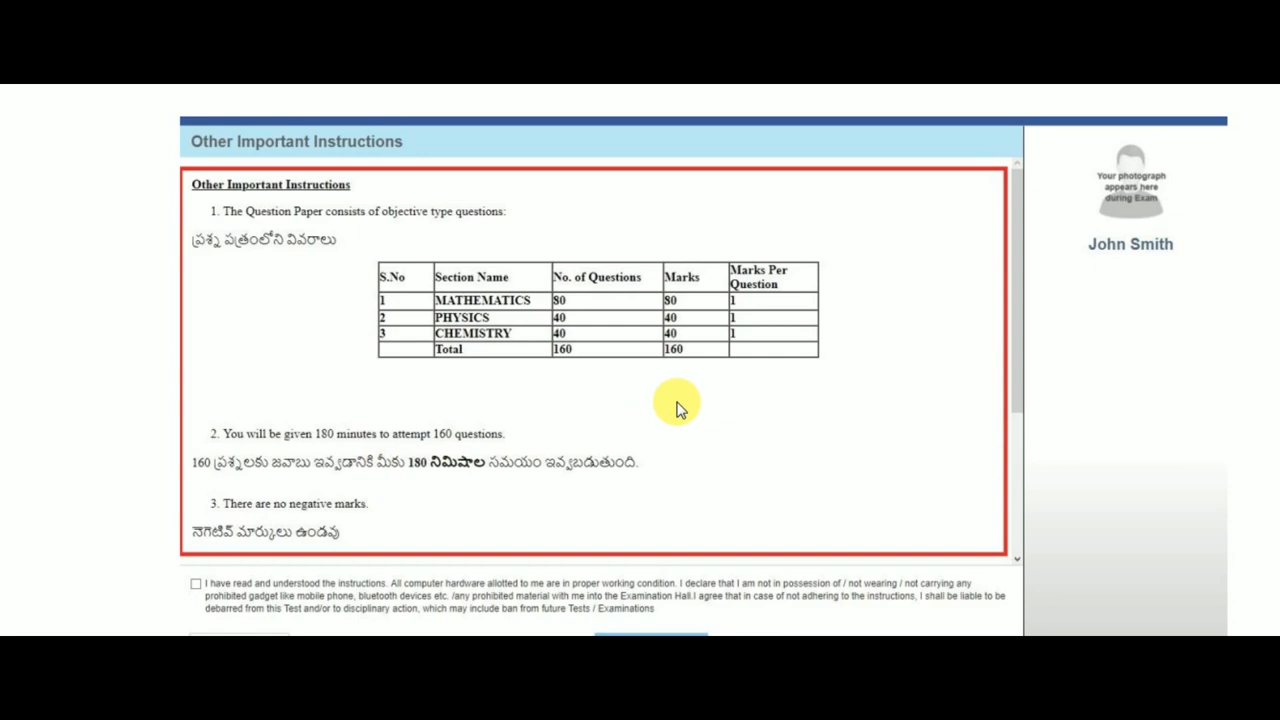 Other Important Instructions
Other Important Instructions
1. The Question Paper consists of objective type questions:
ప్రశ్న పత్రంలోని వివరాలు
S.No Section Name No. of Questions Marks Marks Per Question
1 MATHEMATICS 80 80 1
2 PHYSICS 40 40 1
3 CHEMISTRY 40 40 1
Total 160 160
2. You will be given 180 minutes to attempt 160 questions.
160 ప్రశ్నలకు జవాబు ఇవ్వడానికి మీకు 180 నిమిషాల సమయం ఇవ్వబడుతుంది.
3. There are no negative marks.
నెగెటివ్ మార్కులు ఉండవు
I have read and understood the instructions. All computer hardware allotted to me are in proper working condition. I declare that I am not in possession of / not wearing / not carrying any
prohibited gadget like mobile phone, bluetooth devices etc. /any prohibited material with me into the Examination Hall.I agree that in case of not adhering to the instructions, I shall be liable to be
debarred from this Test and/or to disciplinary action, which may include ban from future Tests / Examinations
Your photograph
appears here
during Exam
John Smith